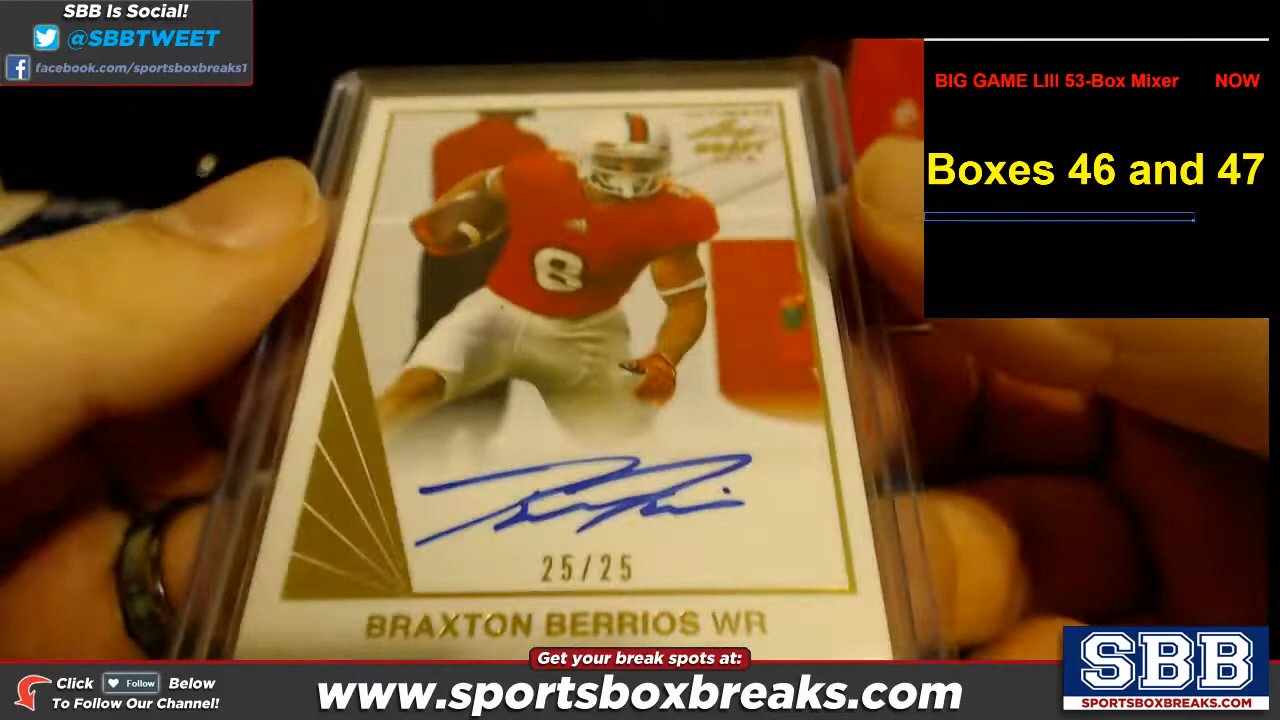 SBB Is Social!
@SBBTWEET
facebook.com/sportsboxbreaks1
BIG GAME LIII 53-Box Mixer NOW
Boxes 46 and 47
DRAFT
8
25/25
BRAXTON BERRIOS WR
Get your break spots at:
Click Follow Below
To Follow Our Channel!
www.sportsboxbreaks.com
SBB
SPORTSBOXBREAKS.COM